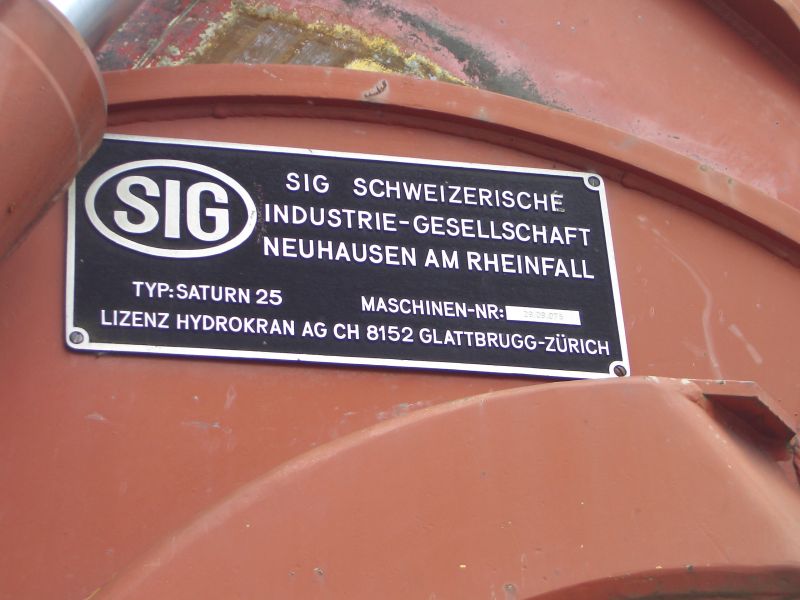 SIG
SIG SCHWEIZERISCHE
INDUSTRIE-GESELLSCHAFT
NEUHAUSEN AM RHEINFALL
TYP:SATURN 25
MASCHINEN-NR:
LIZENZ HYDROKRAN AG CH 8152 GLATTBRUGG-ZÜRICH